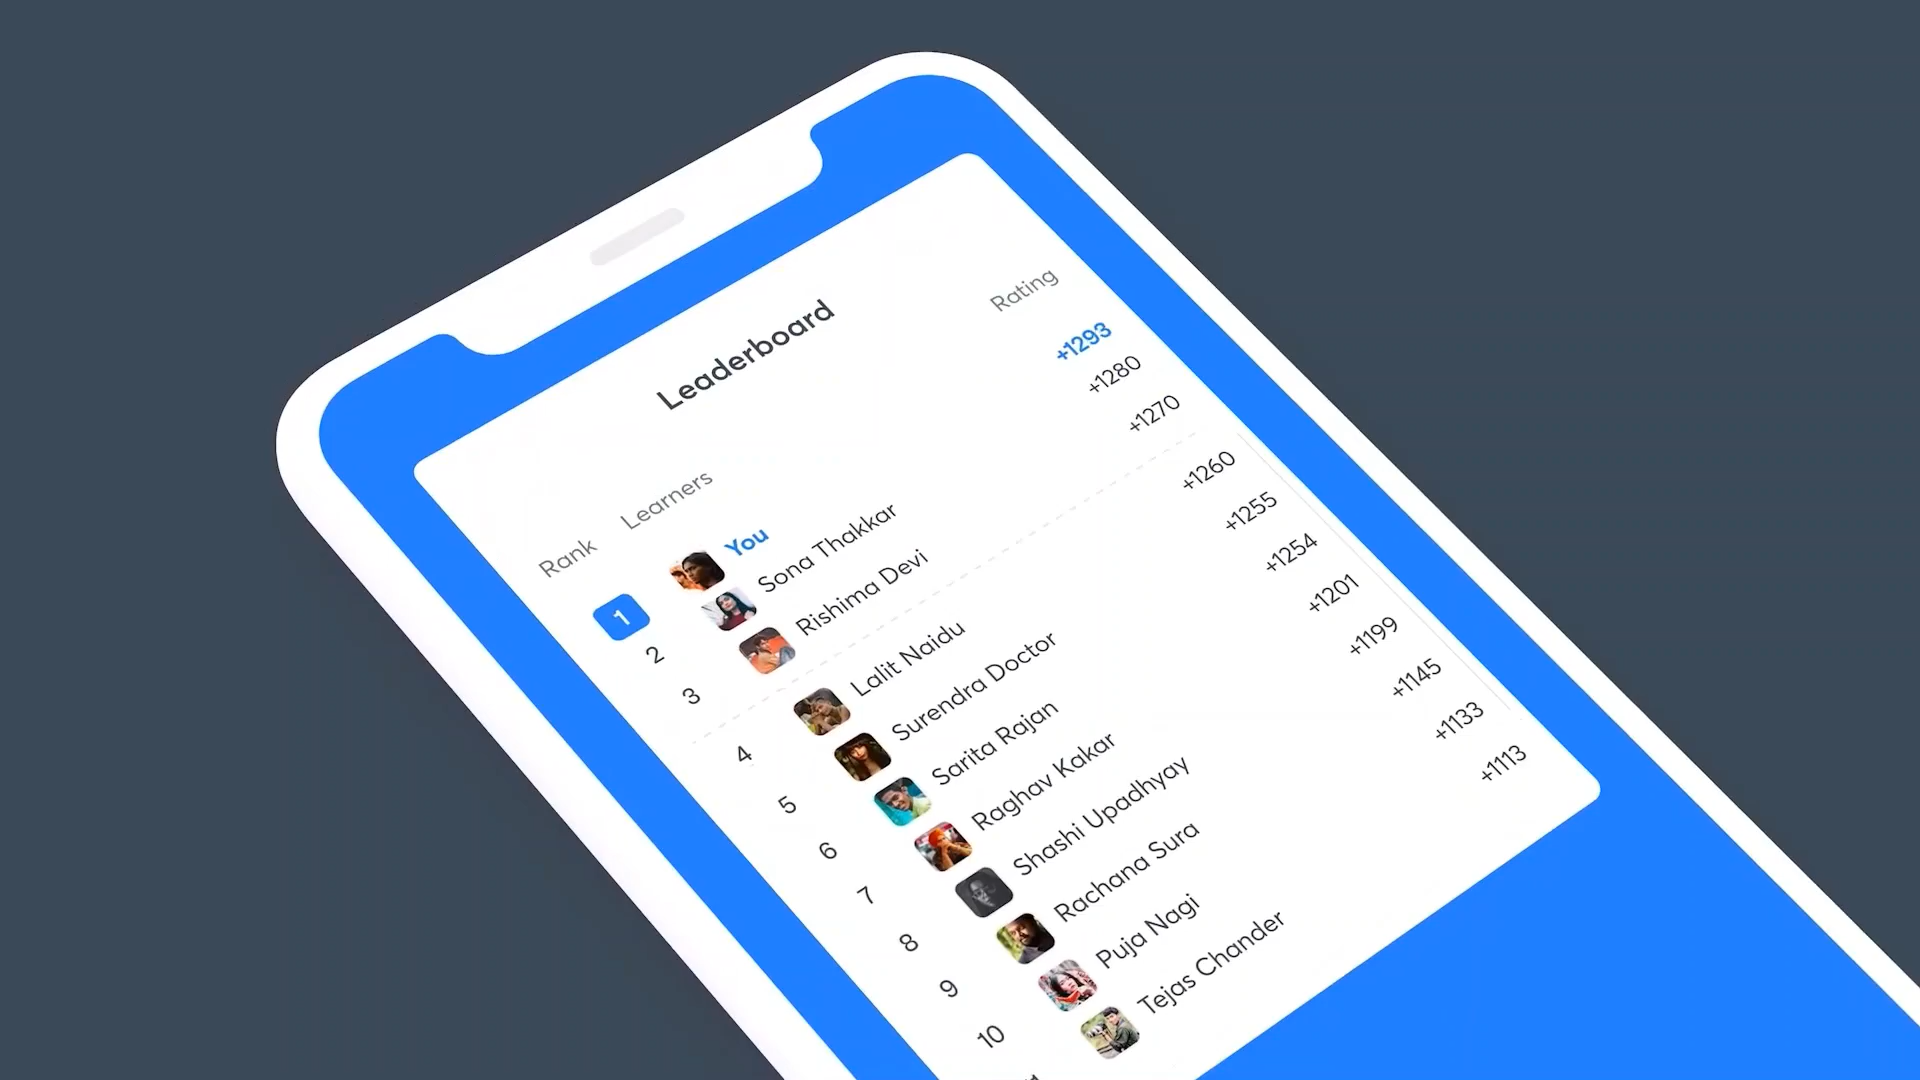 Leaderboard
Rank Learners Rating
1 You +1293
2 Sona Thakkar +1280
3 Rishima Devi +1270
4 Lalit Naidu +1260
5 Surendra Doctor +1255
6 Sarita Rajan +1254
7 Raghav Kakar +1201
8 Shashi Upadhyay +1199
9 Rachana Sura +1145
10 Puja Nagi +1133
Tejas Chander +1113